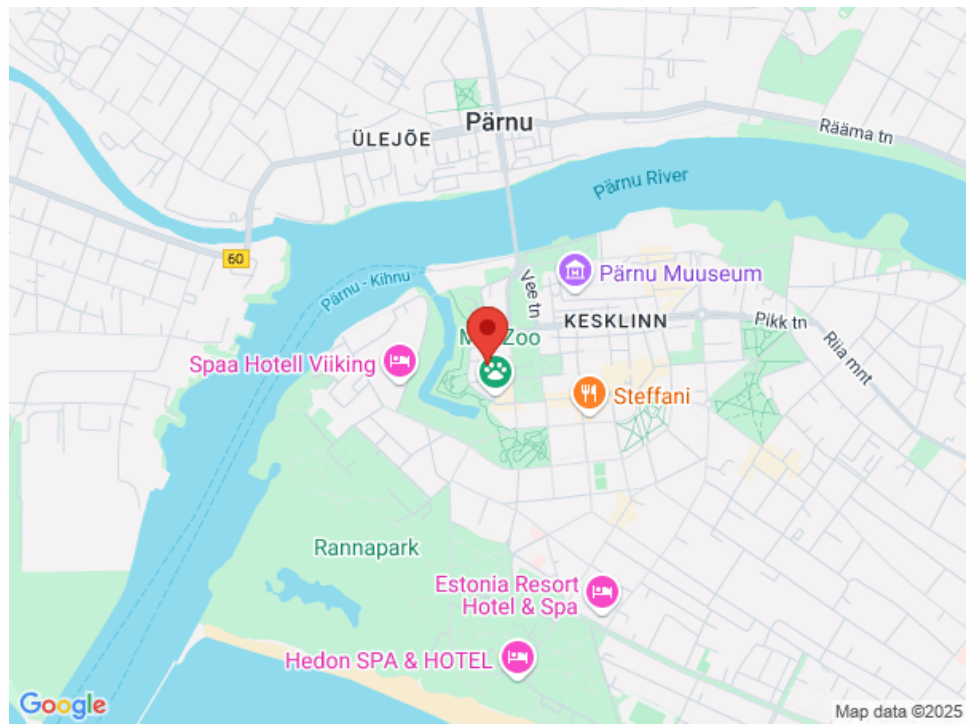 Pärnu
ÜLEJÕE
Rääma tn
Pärnu River
60
Pärnu - Kihnu
Vee tn
Pärnu Muuseum
KESKLINN
Pikk tn
Riia mnt
Zoo
Spaa Hotell Viiking
Steffani
Rannapark
Estonia Resort
Hotel & Spa
Hedon SPA & HOTEL
Google
Map data ©2025